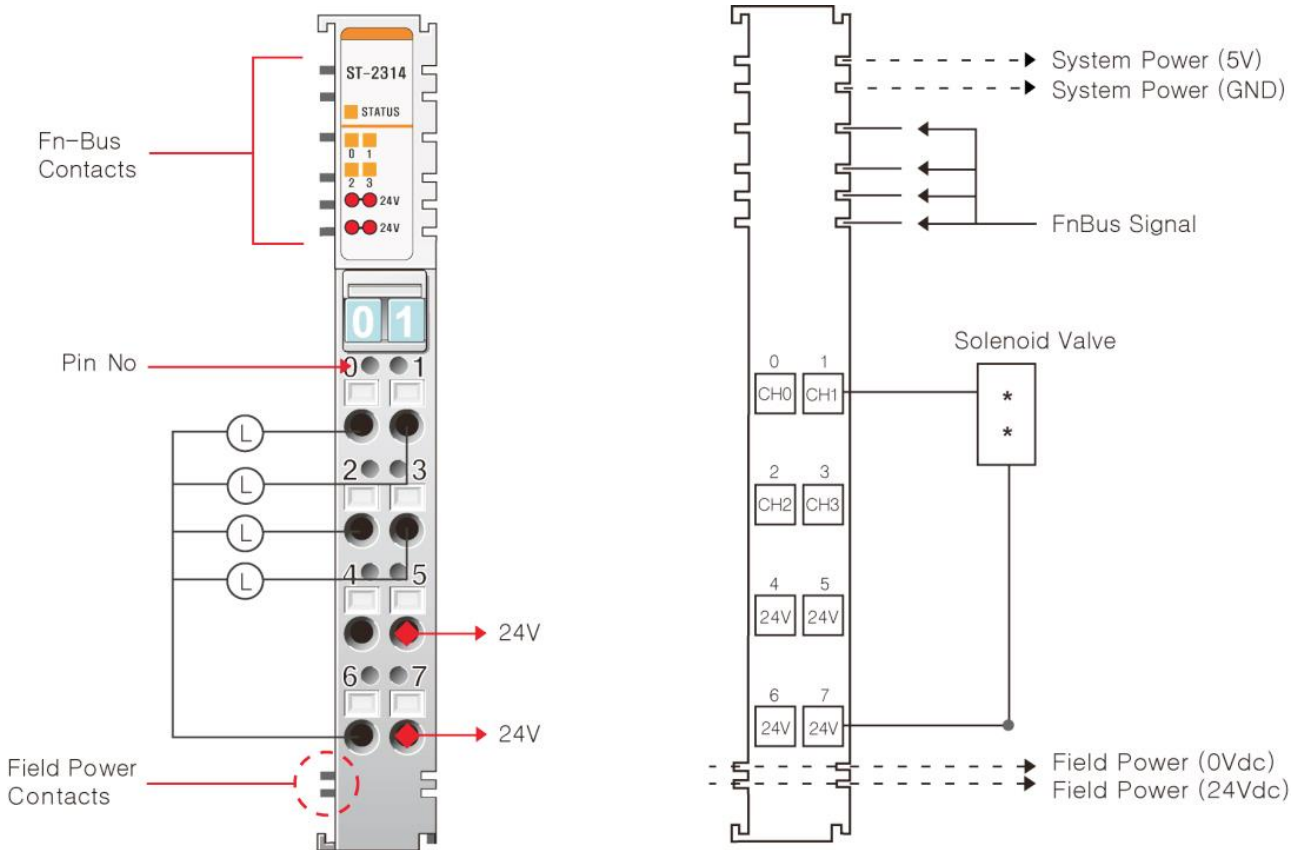 ST-2314
STATUS
0 1
2 3
24V
24V
Fn-Bus
Contacts
01
Pin No
0 1
L
2 3
L
L
4 5
L
24V
6 7
24V
Field Power
Contacts
System Power (5V)
System Power (GND)
FnBus Signal
Solenoid Valve
0 1
CH0 CH1
*
*
2 3
CH2 CH3
4 5
24V 24V
6 7
24V 24V
Field Power (0Vdc)
Field Power (24Vdc)